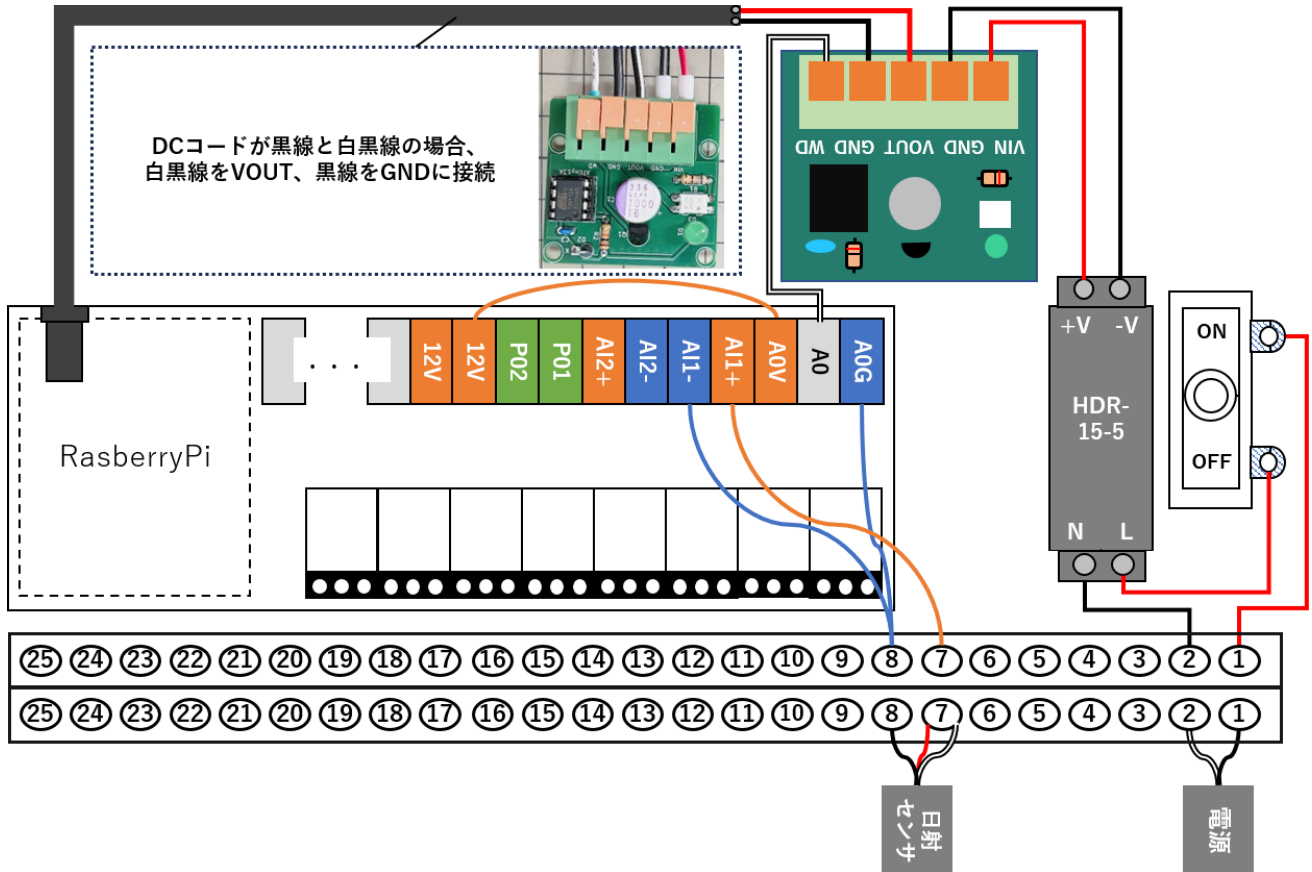 DCコードが黒線と白黒線の場合、
白黒線をVOUT、黒線をGNDに接続
WD GND VOUT GND VIN
+V -V
HDR-
15-5
N L
ON
OFF
12V 12V P02 P01 AI2+ AI2- AI1- AI1+ A0V A0 A0G
. . .
RasberryPi
25 24 23 22 21 20 19 18 17 16 15 14 13 12 11 10 9 8 7 6 5 4 3 2 1
25 24 23 22 21 20 19 18 17 16 15 14 13 12 11 10 9 8 7 6 5 4 3 2 1
日射
センサ
電源